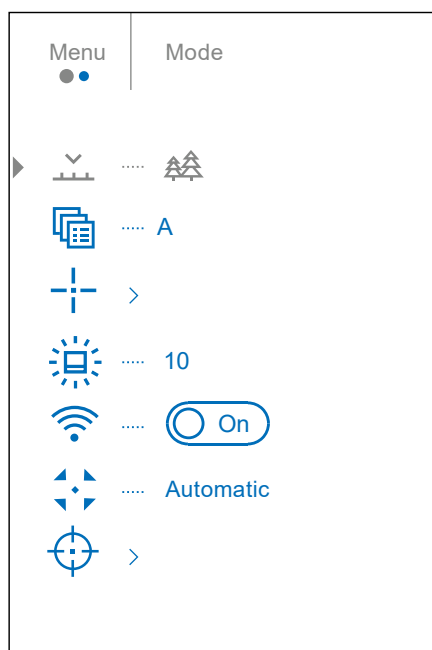 Menu Mode
..... 
..... A
>
..... 10
..... On
..... Automatic
>